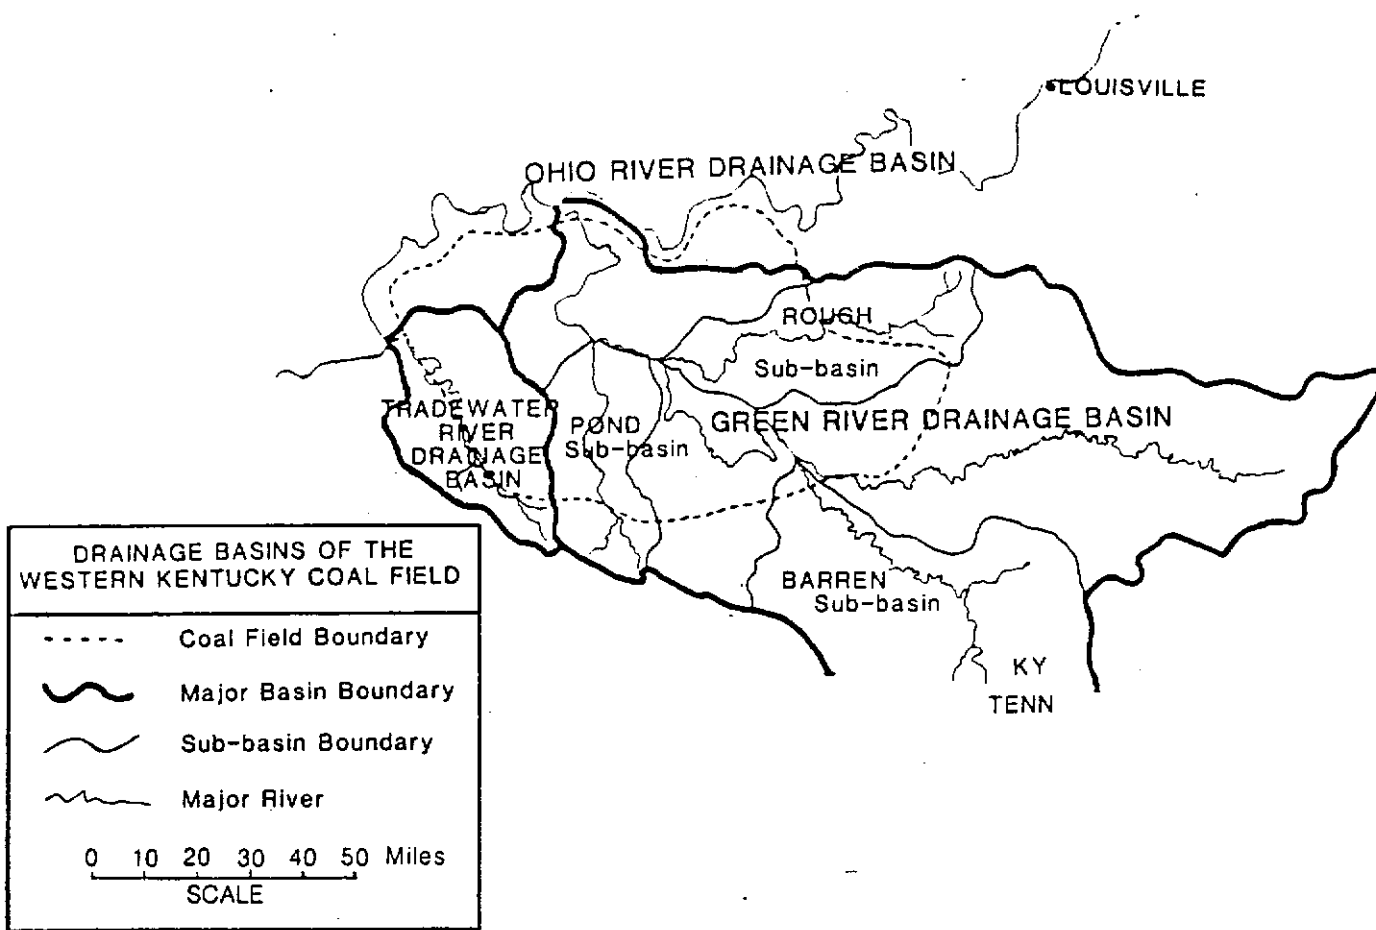 LOUISVILLE
OHIO RIVER DRAINAGE BASIN
ROUGH
Sub-basin
TRADEWATER
RIVER
DRAINAGE
BASIN
POND
Sub-basin
GREEN RIVER DRAINAGE BASIN
BARREN
Sub-basin
KY
TENN
DRAINAGE BASINS OF THE
WESTERN KENTUCKY COAL FIELD
Coal Field Boundary
Major Basin Boundary
Sub-basin Boundary
Major River
0 10 20 30 40 50 Miles
SCALE